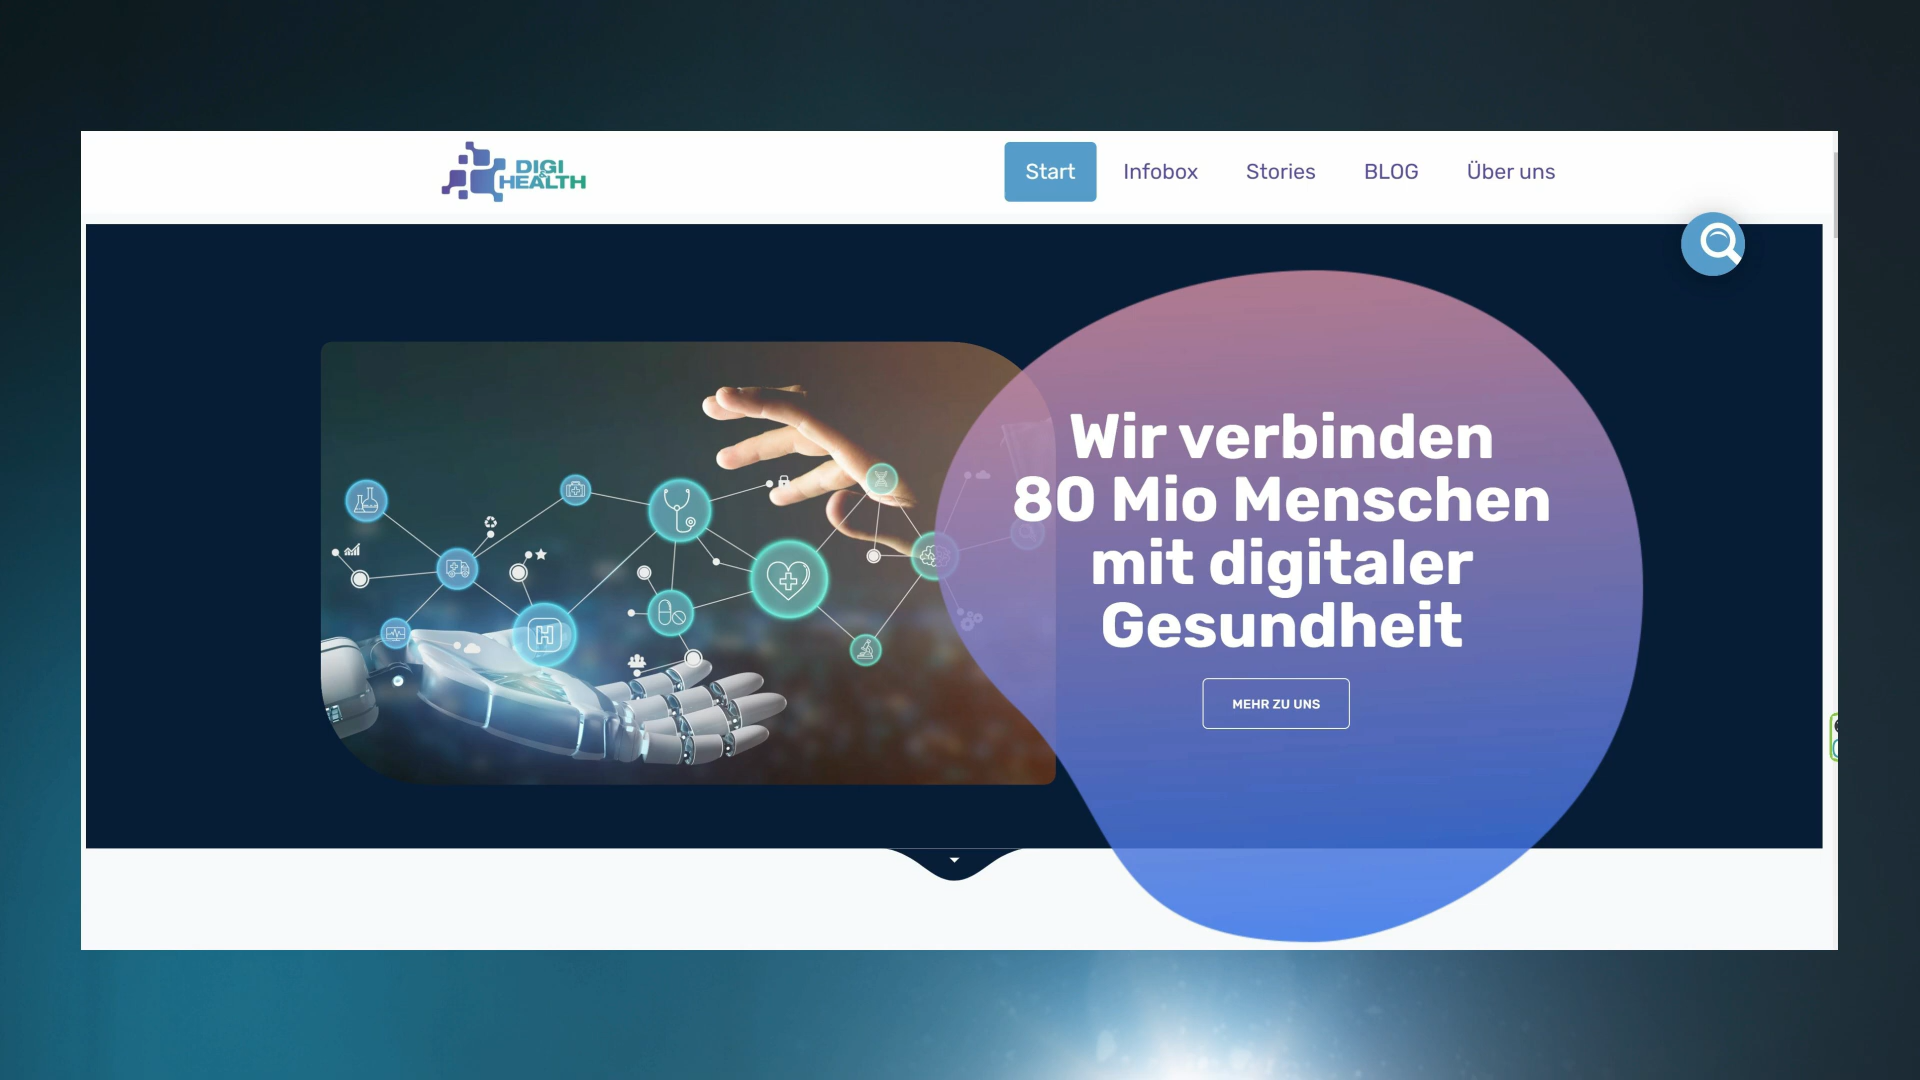 DIGI
&
HEALTH
Start
Infobox
Stories
BLOG
Über uns
Wir verbinden
80 Mio Menschen
mit digitaler
Gesundheit
MEHR ZU UNS
H